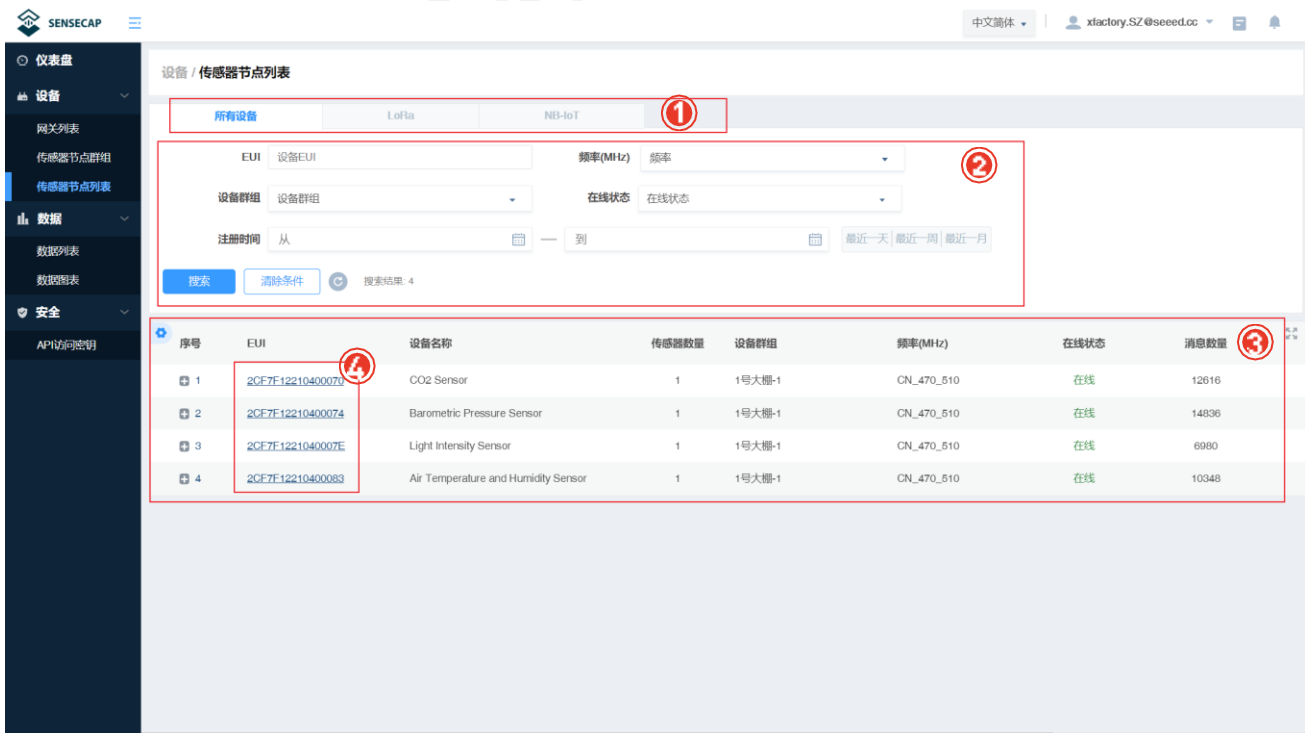 SENSECAP
中文简体
xfactory.SZ@seeed.cc
仪表盘
设备
网关列表
传感器节点群组
传感器节点列表
数据
数据列表
数据图表
安全
API访问密钥
设备 / 传感器节点列表
所有设备 LoRa NB-IoT 1
EUI 设备EUI 频率(MHz) 频率 2
设备群组 设备群组 在线状态 在线状态
注册时间 从 — 到 最近一天 最近一周 最近一月
搜索 清除条件 搜索结果: 4
序号 EUI 设备名称 传感器数量 设备群组 频率(MHz) 在线状态 消息数量 3
4
1 2CF7F12210400070 CO2 Sensor 1 1号大棚-1 CN_470_510 在线 12616
2 2CF7F12210400074 Barometric Pressure Sensor 1 1号大棚-1 CN_470_510 在线 14836
3 2CF7F1221040007E Light Intensity Sensor 1 1号大棚-1 CN_470_510 在线 6980
4 2CF7F12210400083 Air Temperature and Humidity Sensor 1 1号大棚-1 CN_470_510 在线 10348